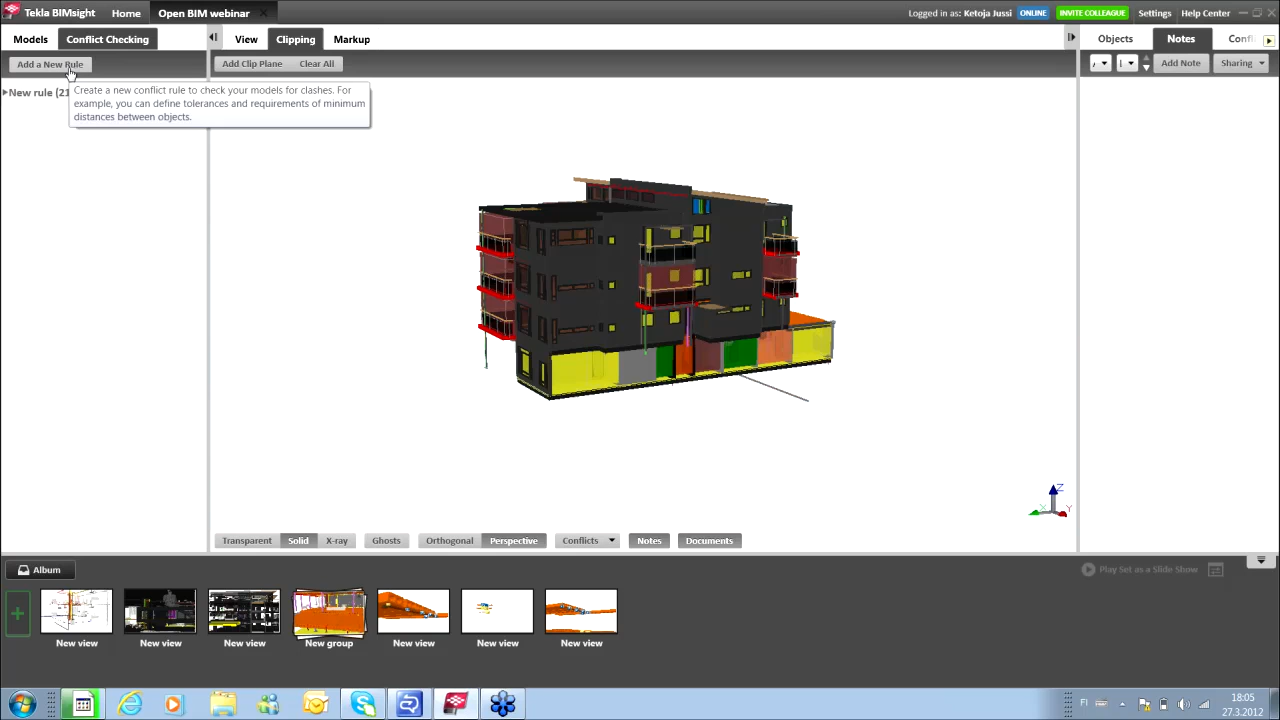 Tekla BIMsight
Home
Open BIM webinar
Logged in as: Ketoja Jussi
ONLINE
INVITE COLLEAGUE
Settings
Help Center
Models
Conflict Checking
View
Clipping
Markup
Objects
Notes
Add a New Rule
Add Clip Plane
Clear All
Add Note
Sharing
New rule (21
Create a new conflict rule to check your models for clashes. For
example, you can define tolerances and requirements of minimum
distances between objects.
Z
X
Y
Transparent
Solid
X-ray
Ghosts
Orthogonal
Perspective
Conflicts
Notes
Documents
Album
Play Set as a Slide Show
New view
New view
New view
New group
New view
New view
New view
FI
18:05
27.3.2012